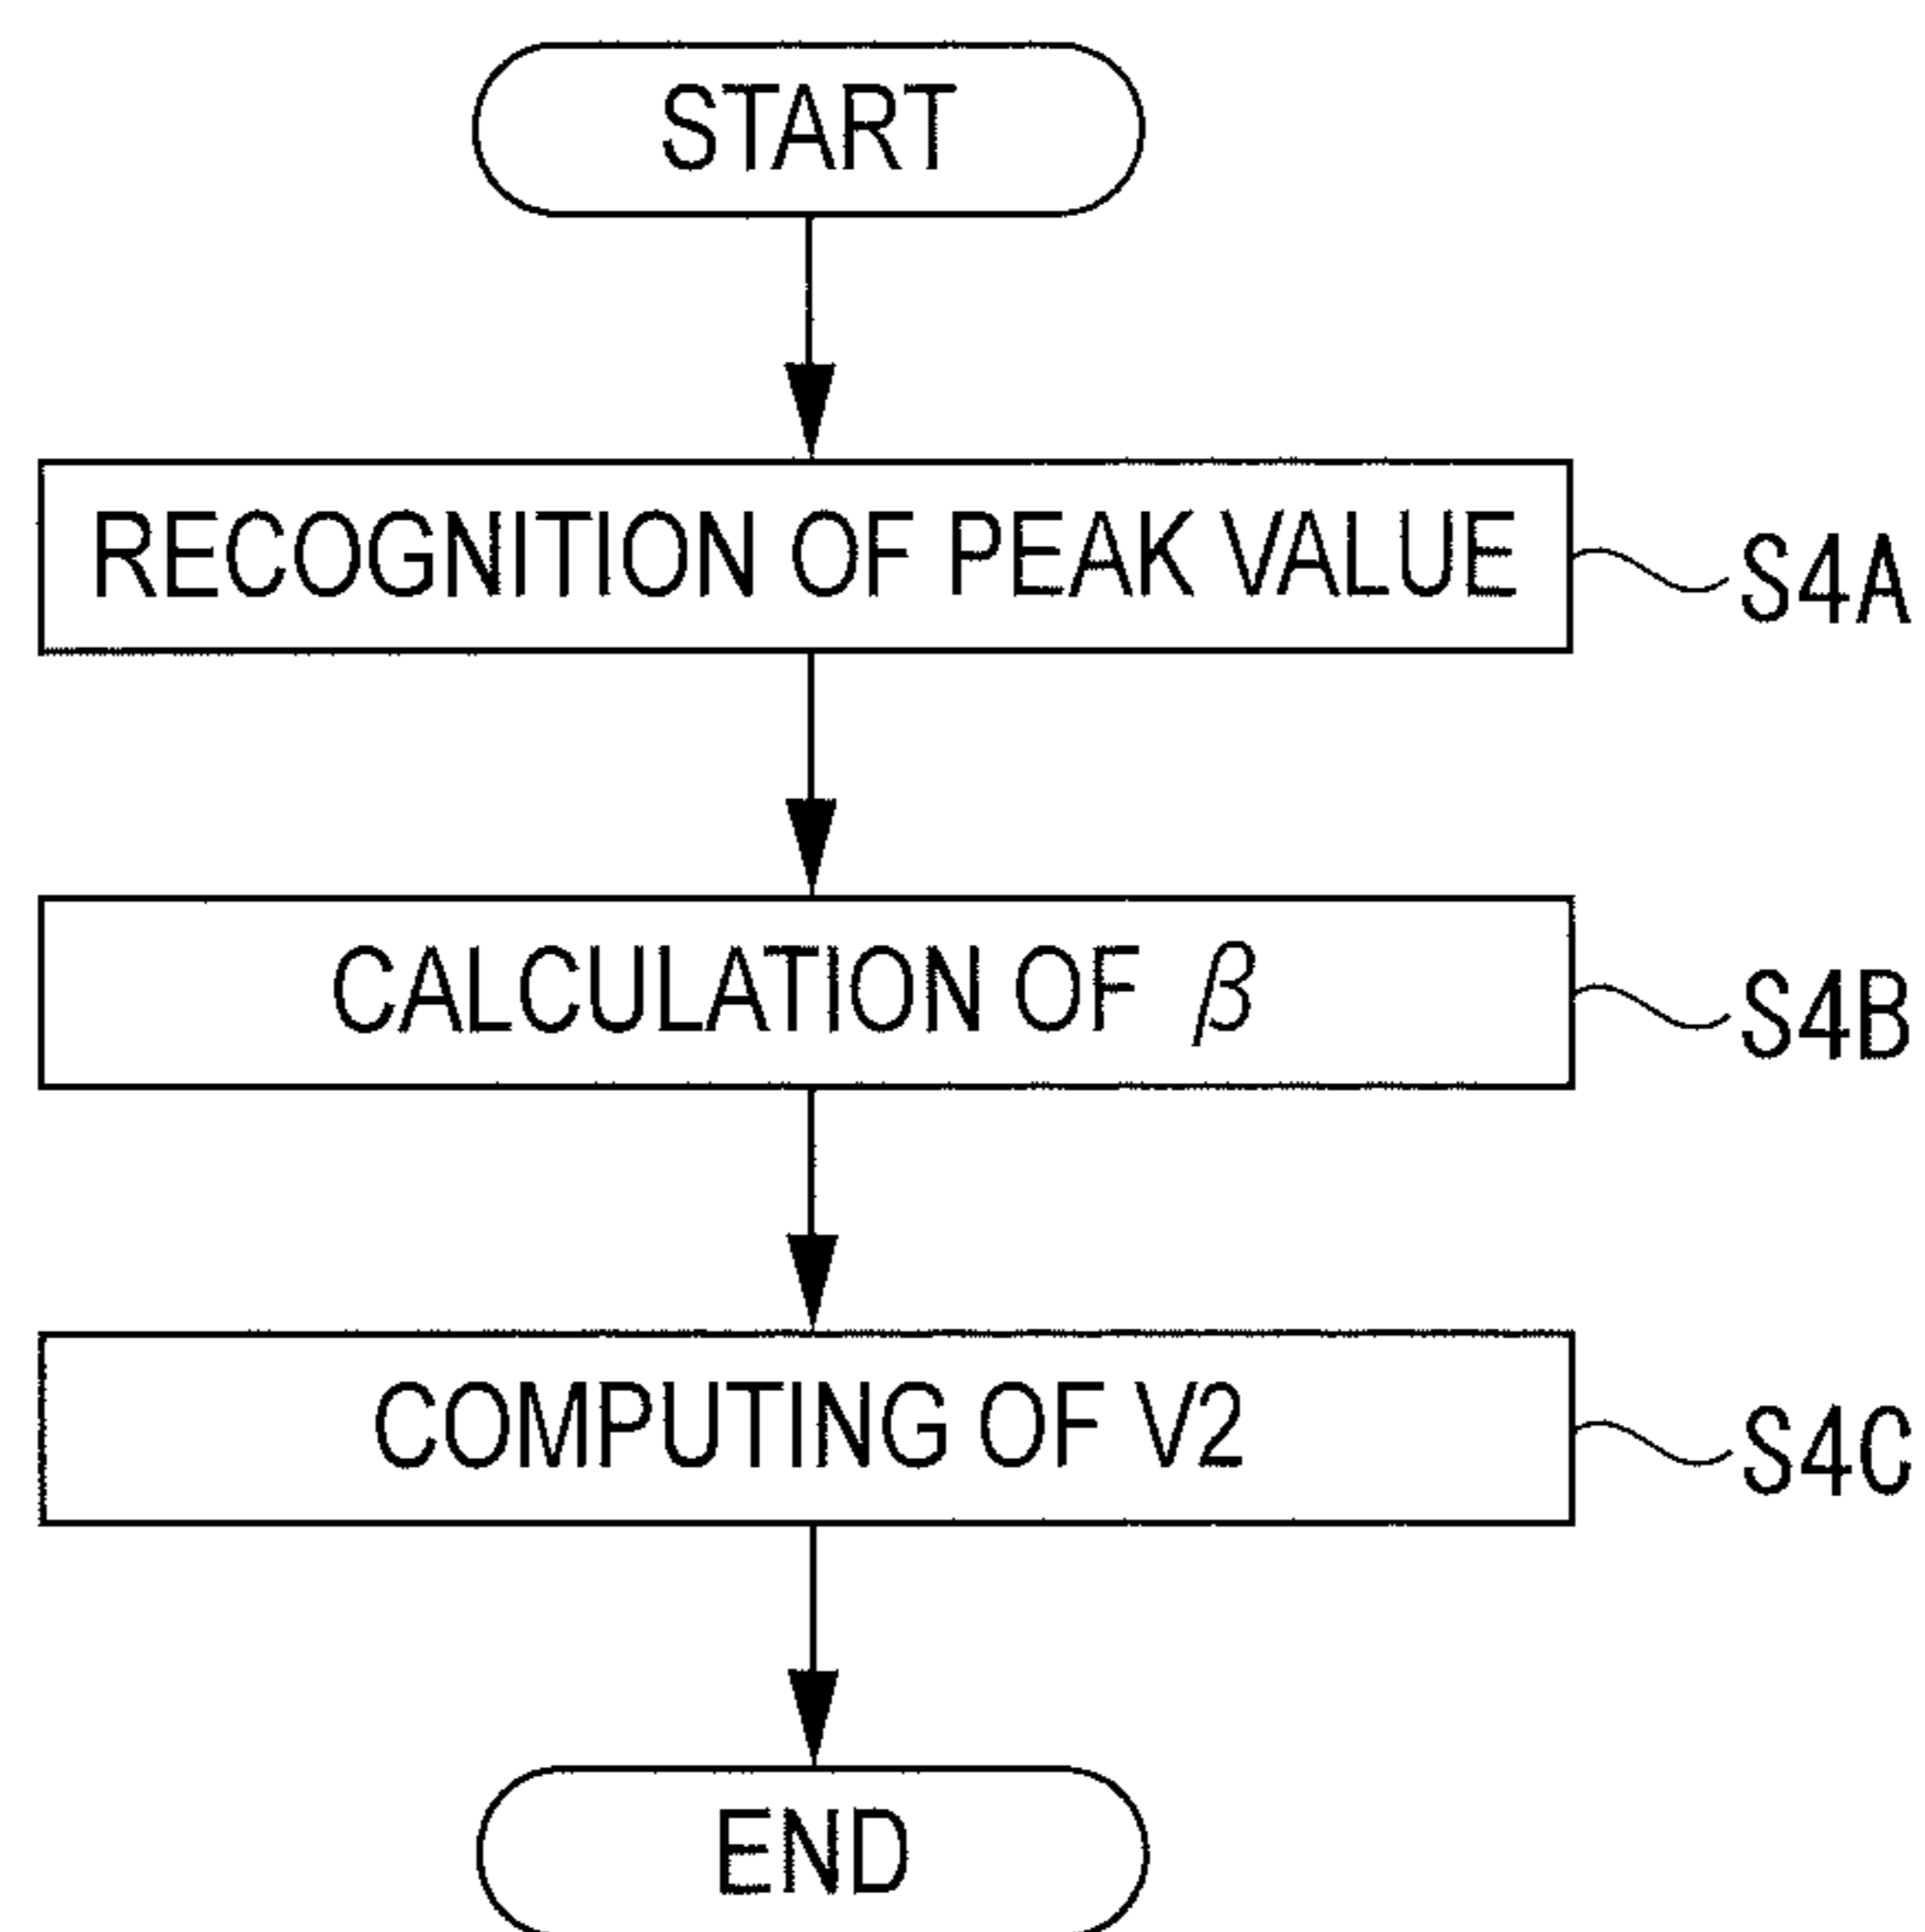 START
RECOGNITION OF PEAK VALUE
S4A
CALCULATION OF β
S4B
COMPUTING OF V2
S4C
END